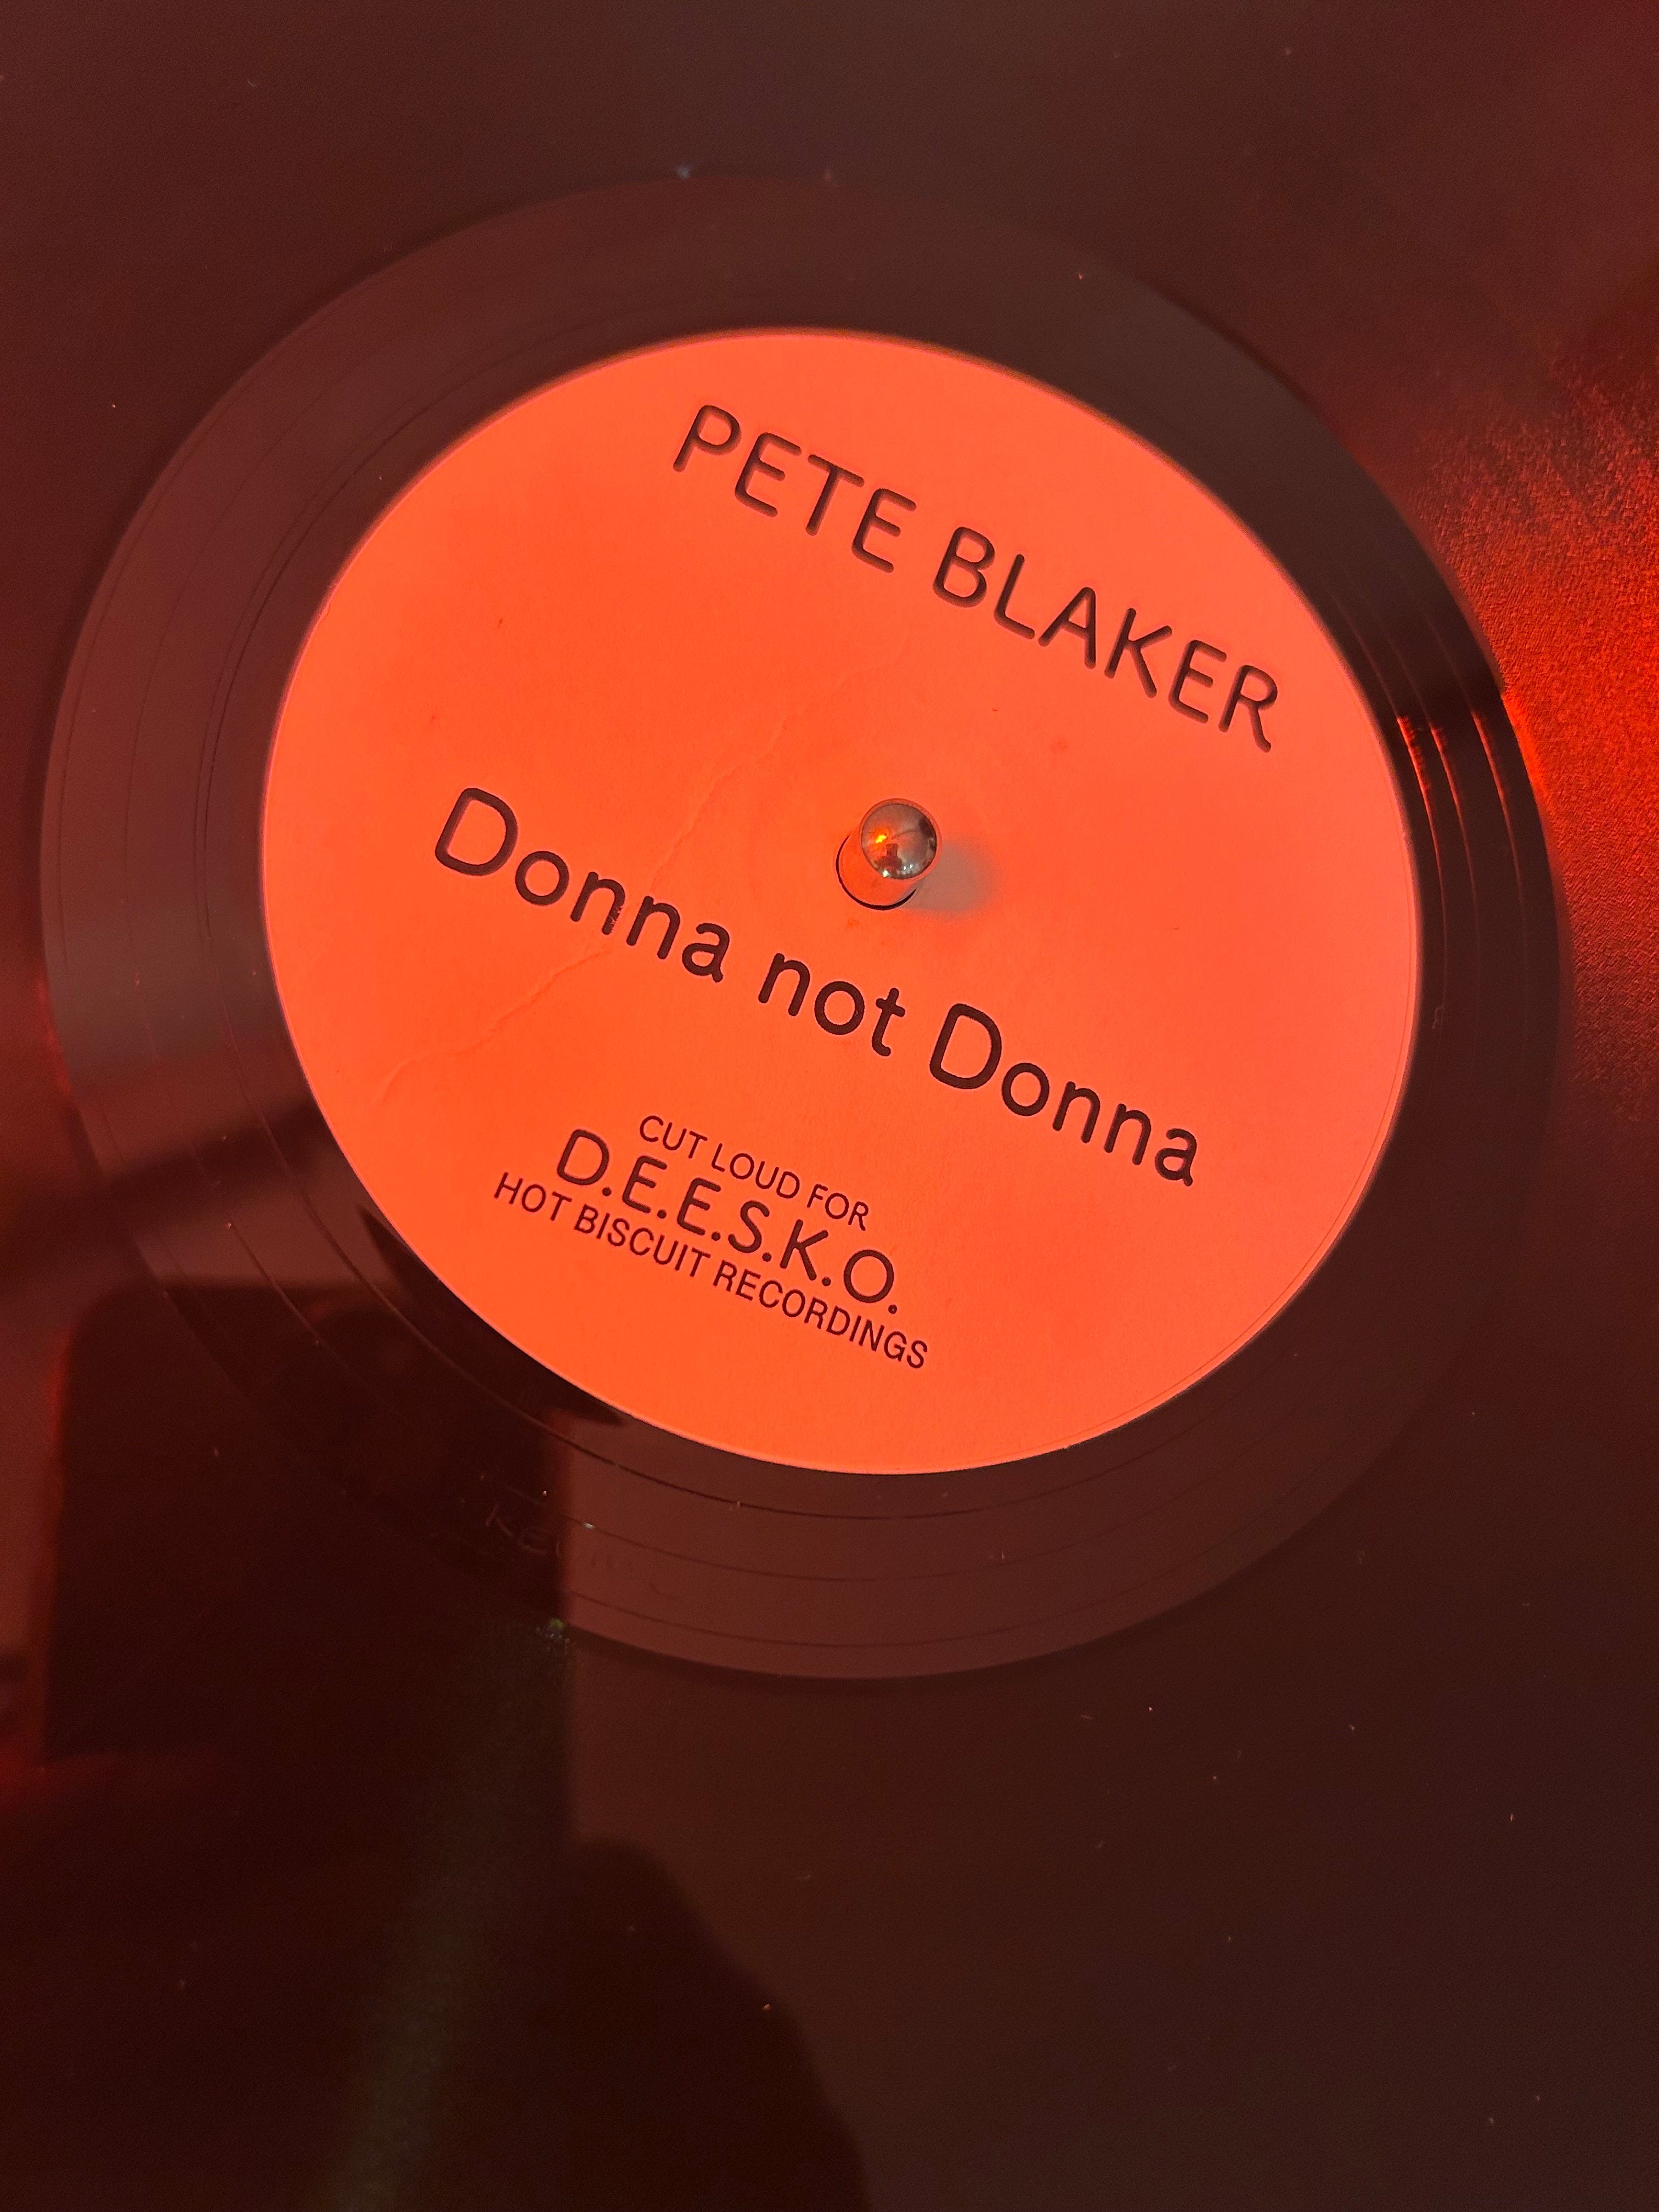 PETE BLAKER
Donna not Donna
CUT LOUD FOR
D.E.E.S.K.O.
HOT BISCUIT RECORDINGS